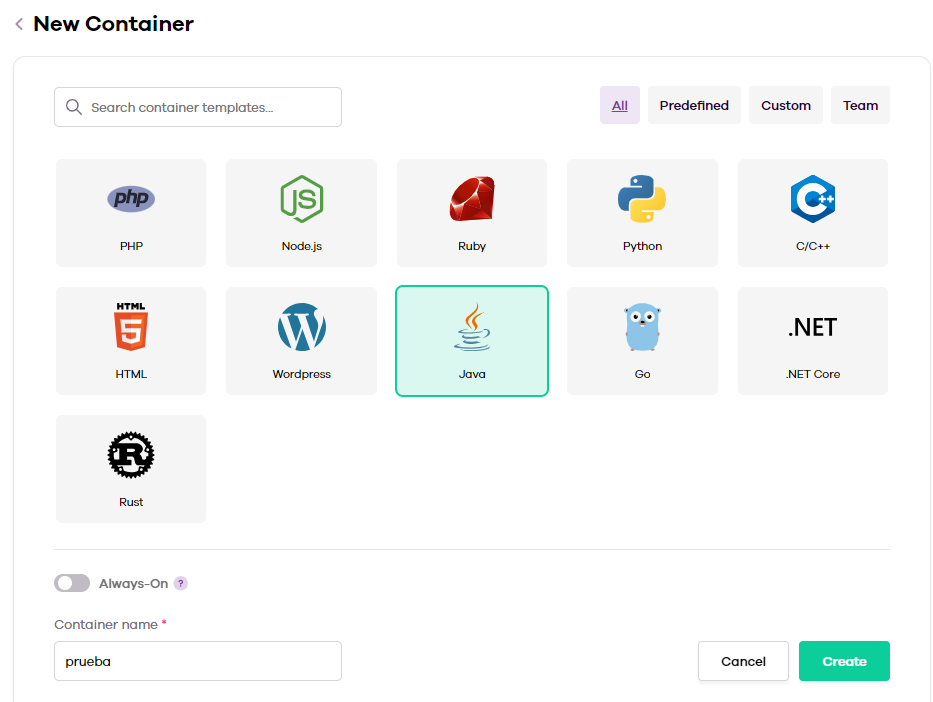 New Container
Search container templates...
All Predefined Custom Team
php JS C++
PHP Node.js Ruby Python C/C++
HTML
5 W .NET
HTML Wordpress Java Go .NET Core
R
Rust
Always-On ?
Container name *
prueba
Cancel Create